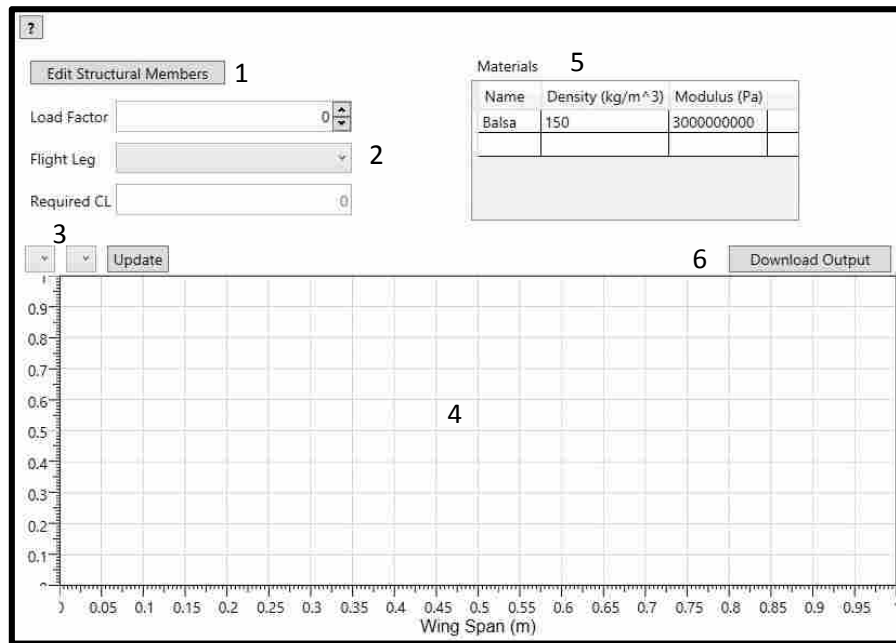 ?
Edit Structural Members 1
Load Factor 0
Flight Leg 2
Required CL 0
Materials 5
Name Density (kg/m^3) Modulus (Pa)
Balsa 150 3000000000
3
Update
6 Download Output
0.9
0.8
0.7
0.6
0.5
0.4
0.3
0.2
0.1
4
0.05 0.1 0.15 0.2 0.25 0.3 0.35 0.4 0.45 0.5 0.55 0.6 0.65 0.7 0.75 0.8 0.85 0.9 0.95
Wing Span (m)